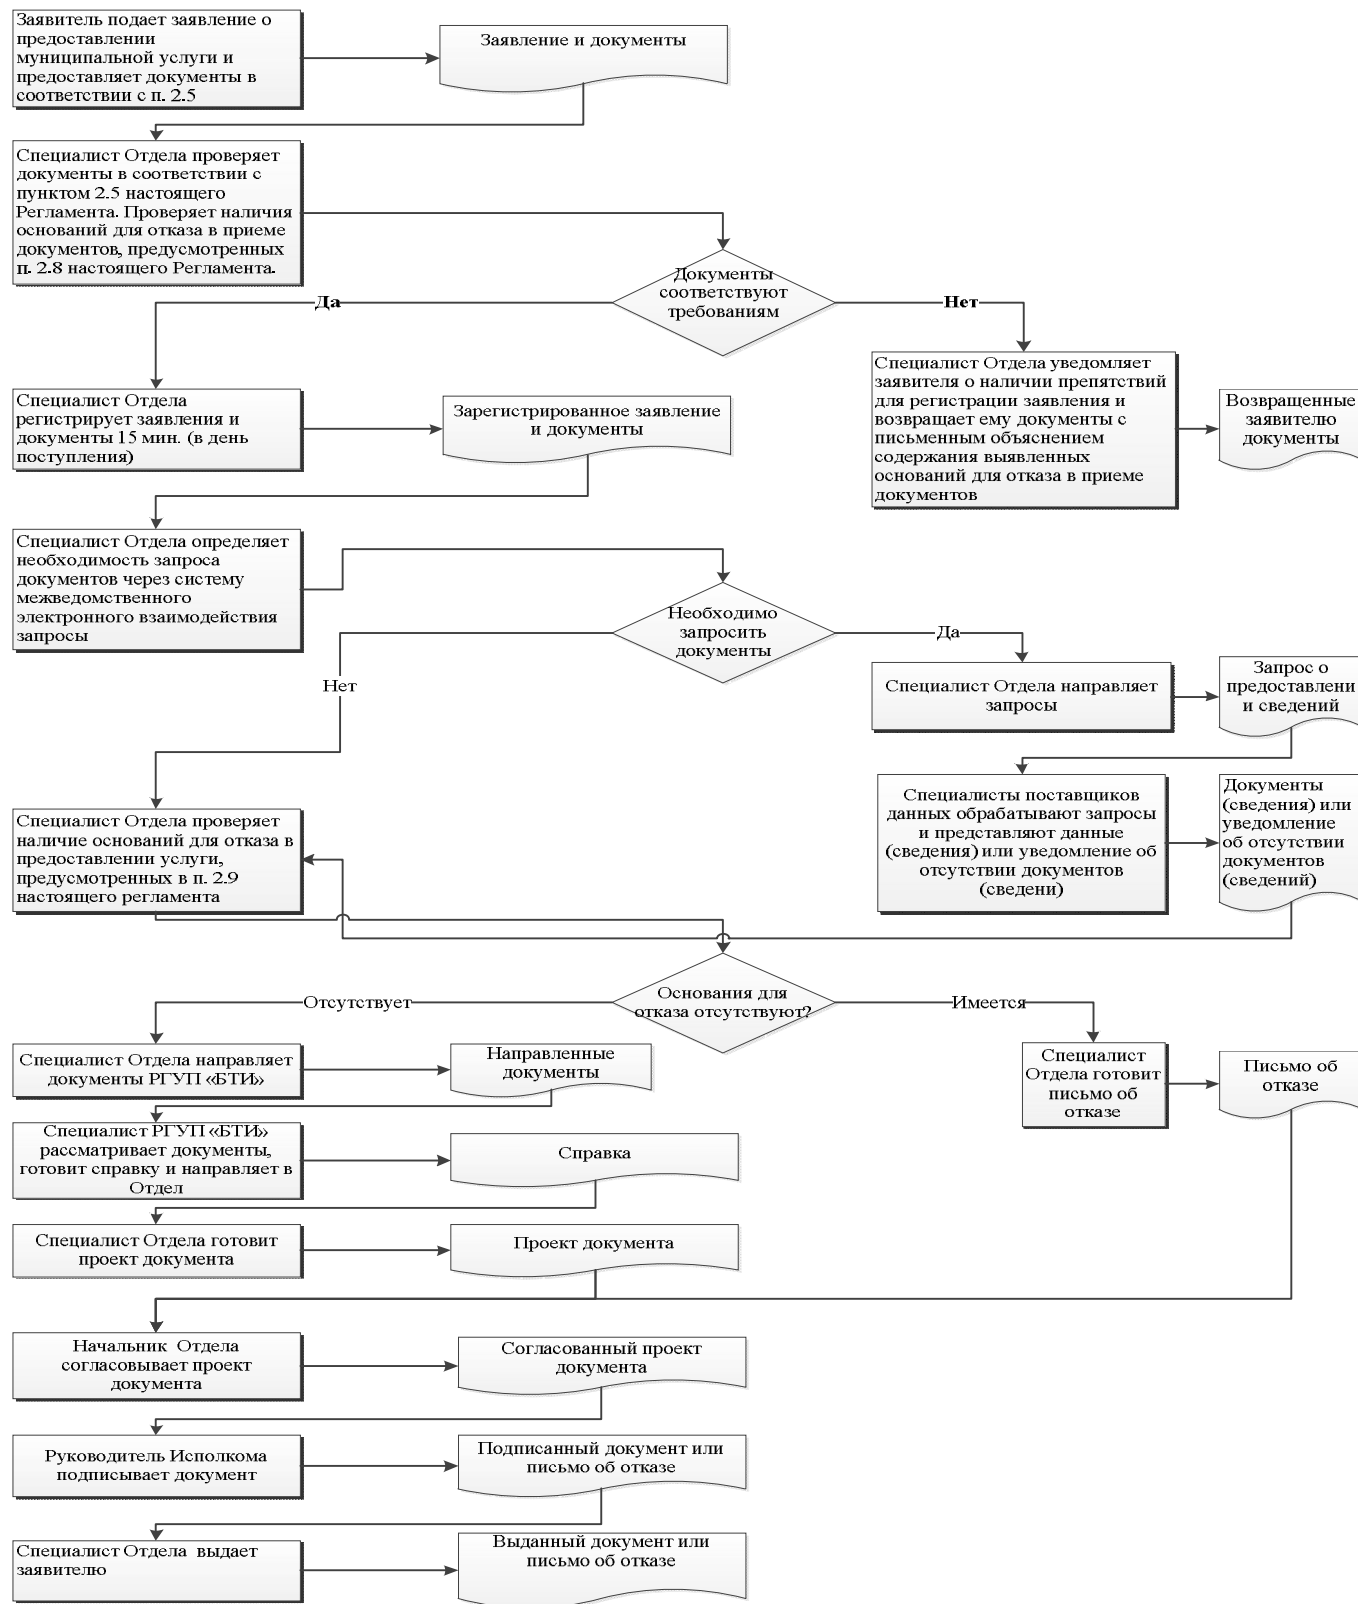 Заявитель подает заявление о
предоставлении
муниципальной услуги и
предоставляет документы в
соответствии с п. 2.5
Заявление и документы
Специалист Отдела проверяет
документы в соответствии с
пунктом 2.5 настоящего
Регламента. Проверяет наличия
оснований для отказа в приеме
документов, предусмотренных
п. 2.8 настоящего Регламента.
Документы
соответствуют
требованиям
Да
Нет
Специалист Отдела уведомляет
заявителя о наличии препятствий
для регистрации заявления и
возвращает ему документы с
письменным объяснением
содержания выявленных
оснований для отказа в приеме
документов
Возвращенные
заявителю
документы
Специалист Отдела
регистрирует заявления и
документы 15 мин. (в день
поступления)
Зарегистрированное заявление
и документы
Специалист Отдела определяет
необходимость запроса
документов через систему
межведомственного
электронного взаимодействия
запросы
Необходимо
запросить
документы
Да
Нет
Специалист Отдела направляет
запросы
Запрос о
предоставлени
и сведений
Специалисты поставщиков
данных обрабатывают запросы
и представляют данные
(сведения) или уведомление об
отсутствии документов
(сведени)
Документы
(сведения) или
уведомление
об отсутствии
документов
(сведений)
Специалист Отдела проверяет
наличие оснований для отказа в
предоставлении услуги,
предусмотренных в п. 2.9
настоящего регламента
Основания для
отказа отсутствуют?
Отсутствует
Имеется
Специалист Отдела направляет
документы РГУП «БТИ»
Направленные
документы
Специалист
Отдела готовит
письмо об
отказе
Письмо об
отказе
Специалист РГУП «БТИ»
рассматривает документы,
готовит справку и направляет в
Отдел
Справка
Специалист Отдела готовит
проект документа
Проект документа
Начальник Отдела
согласовывает проект
документа
Согласованный проект
документа
Руководитель Исполкома
подписывает документ
Подписанный документ или
письмо об отказе
Специалист Отдела выдает
заявителю
Выданный документ или
письмо об отказе